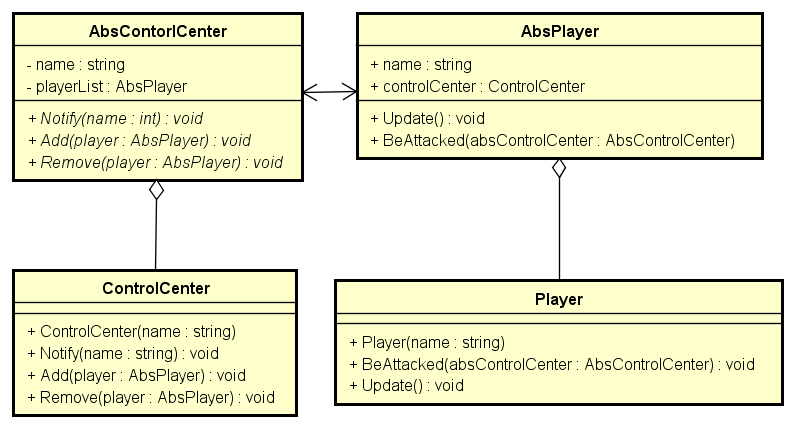 AbsContorlCenter
- name : string
- playerList : AbsPlayer
+ Notify(name : int) : void
+ Add(player : AbsPlayer) : void
+ Remove(player : AbsPlayer) : void
AbsPlayer
+ name : string
+ controlCenter : ControlCenter
+ Update() : void
+ BeAttacked(absControlCenter : AbsControlCenter)
ControlCenter
+ ControlCenter(name : string)
+ Notify(name : string) : void
+ Add(player : AbsPlayer) : void
+ Remove(player : AbsPlayer) : void
Player
+ Player(name : string)
+ BeAttacked(absControlCenter : AbsControlCenter) : void
+ Update() : void